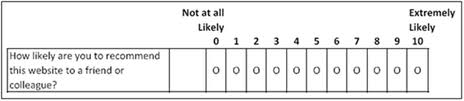 Not at all Extremely
Likely Likely
0 1 2 3 4 5 6 7 8 9 10
How likely are you to recommend O O O O O O O O O O O
this website to a friend or
colleague?